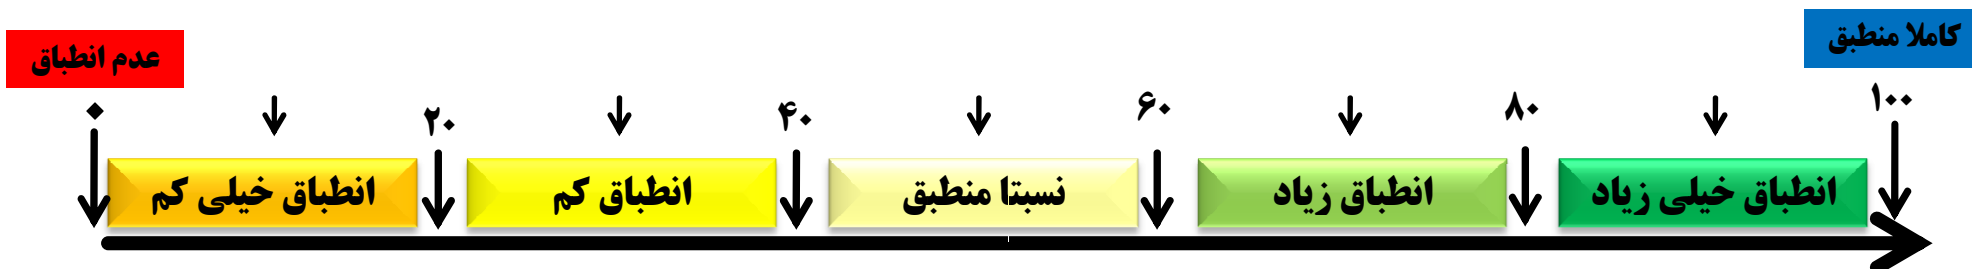 کاملا منطبق
عدم انطباق
۰
۲۰
۴۰
۶۰
۸۰
۱۰۰
انطباق خیلی کم
انطباق کم
نسبتا منطبق
انطباق زیاد
انطباق خیلی زیاد